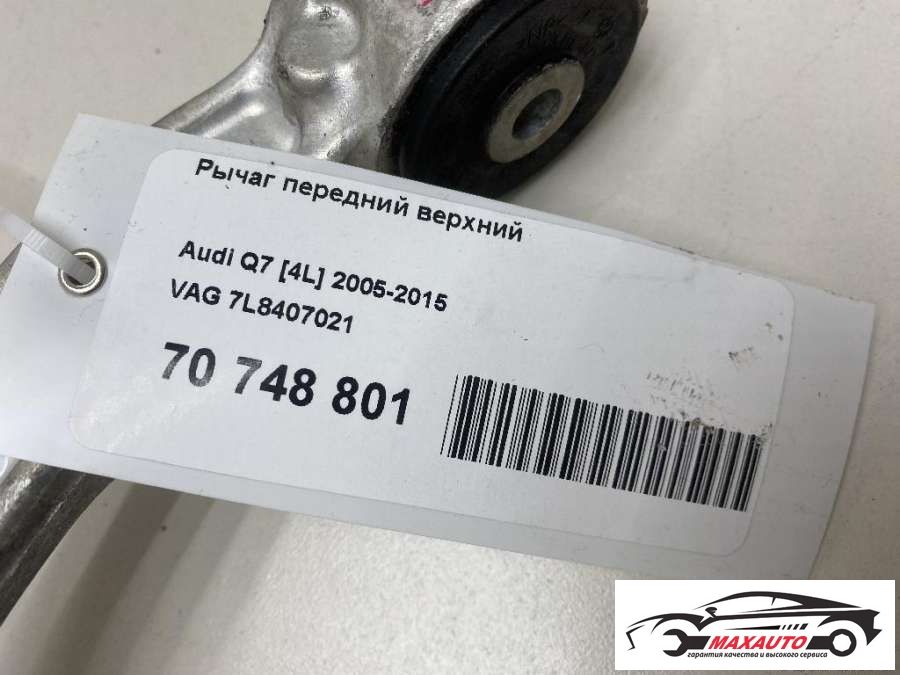 Рычаг передний верхний
Audi Q7 [4L] 2005-2015
VAG 7L8407021
70 748 801
MAXAUTO
гарантия качества и высокого сервиса